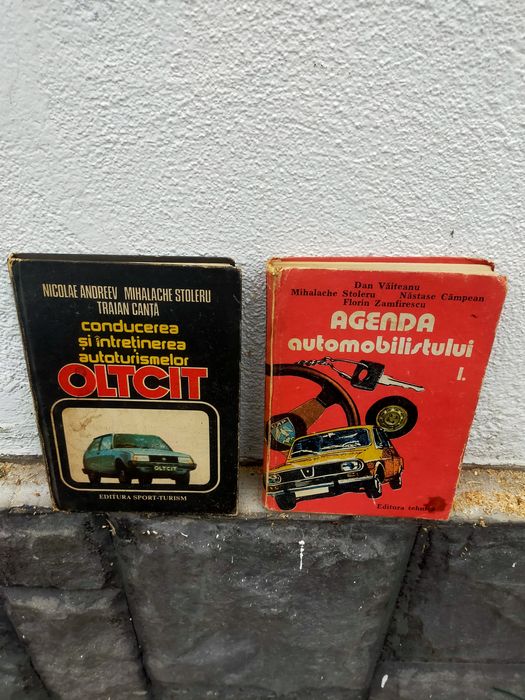 NICOLAE ANDREEV MIHALACHE STOLERU
TRAIAN CANȚĂ
conducerea
și întreținerea
autoturismelor
OLTCIT
OLTCIT
EDITURA SPORT-TURISM
Dan Văiteanu
Mihalache Stoleru Năstase Câmpean
Florin Zamfirescu
AGENDA
automobilistului
I.
Editura tehnică